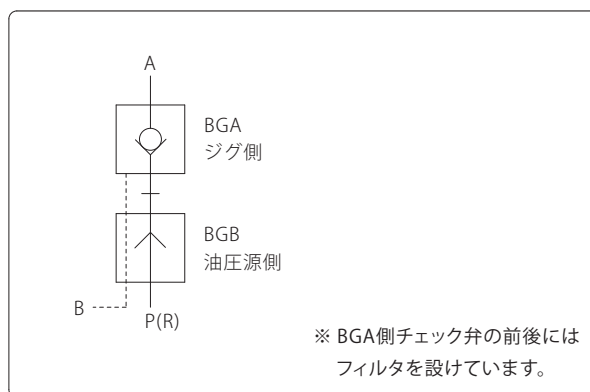 A
BGA
ジグ側
BGB
油圧源側
B
P(R)
※ BGA側チェック弁の前後には
フィルタを設けています。